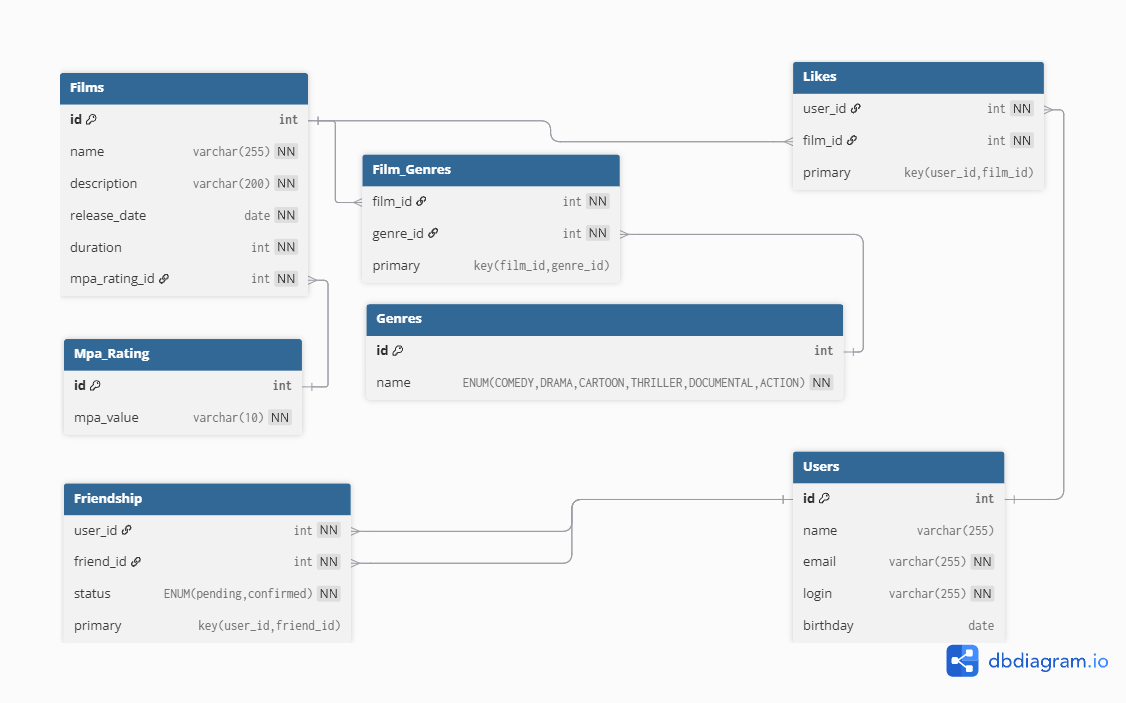 Films
id int
name varchar(255) NN
description varchar(200) NN
release_date date NN
duration int NN
mpa_rating_id int NN
Mpa_Rating
id int
mpa_value varchar(10) NN
Friendship
user_id int NN
friend_id int NN
status ENUM(pending,confirmed) NN
primary key(user_id,friend_id)
Film_Genres
film_id int NN
genre_id int NN
primary key(film_id,genre_id)
Genres
id int
name ENUM(COMEDY,DRAMA,CARTOON,THRILLER,DOCUMENTAL,ACTION) NN
Likes
user_id int NN
film_id int NN
primary key(user_id,film_id)
Users
id int
name varchar(255)
email varchar(255) NN
login varchar(255) NN
birthday date
dbdiagram.io